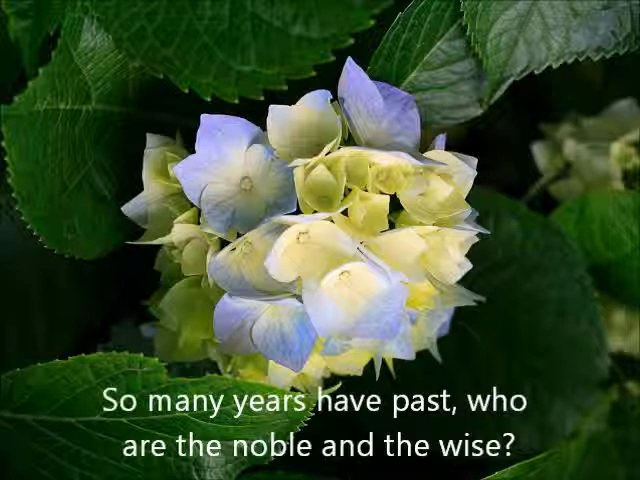 So many years have past, who
are the noble and the wise?